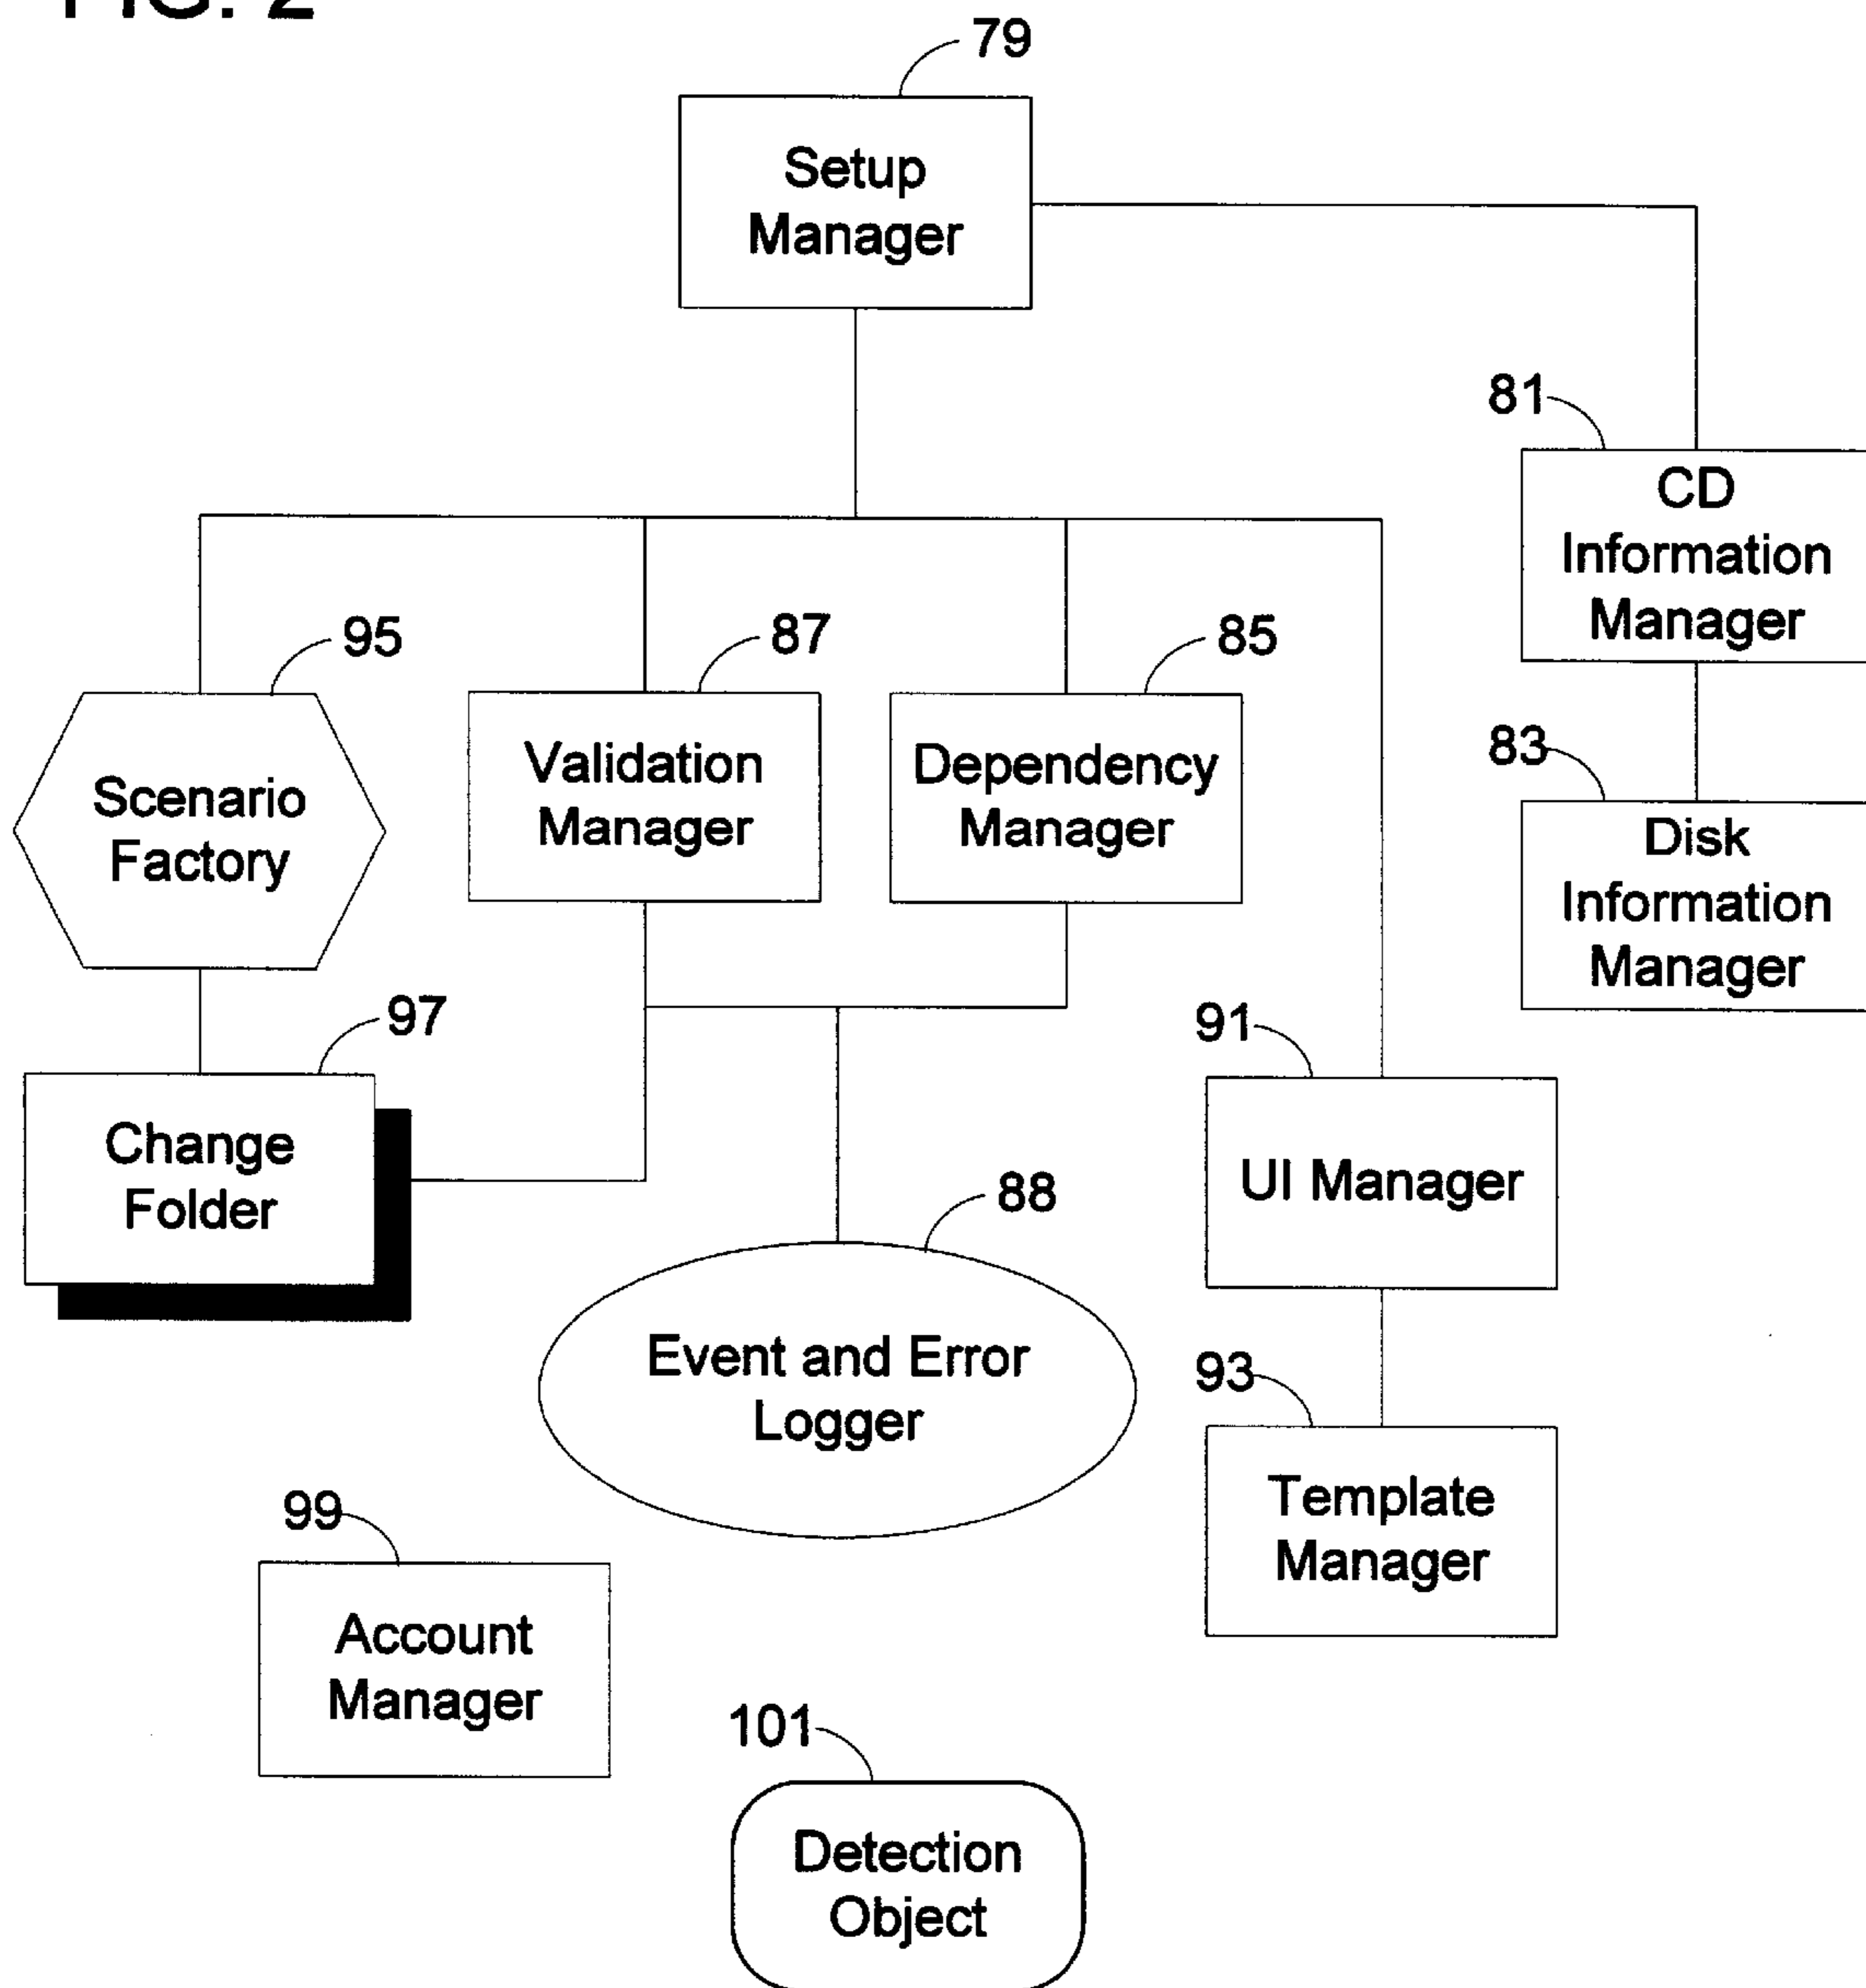 FIG. 2
79
Setup
Manager
81
CD
Information
Manager
95
87
85
Scenario
Factory
Validation
Manager
Dependency
Manager
83
Disk
Information
Manager
97
91
Change
Folder
UI Manager
88
Event and Error
Logger
93
Template
Manager
99
Account
Manager
101
Detection
Object